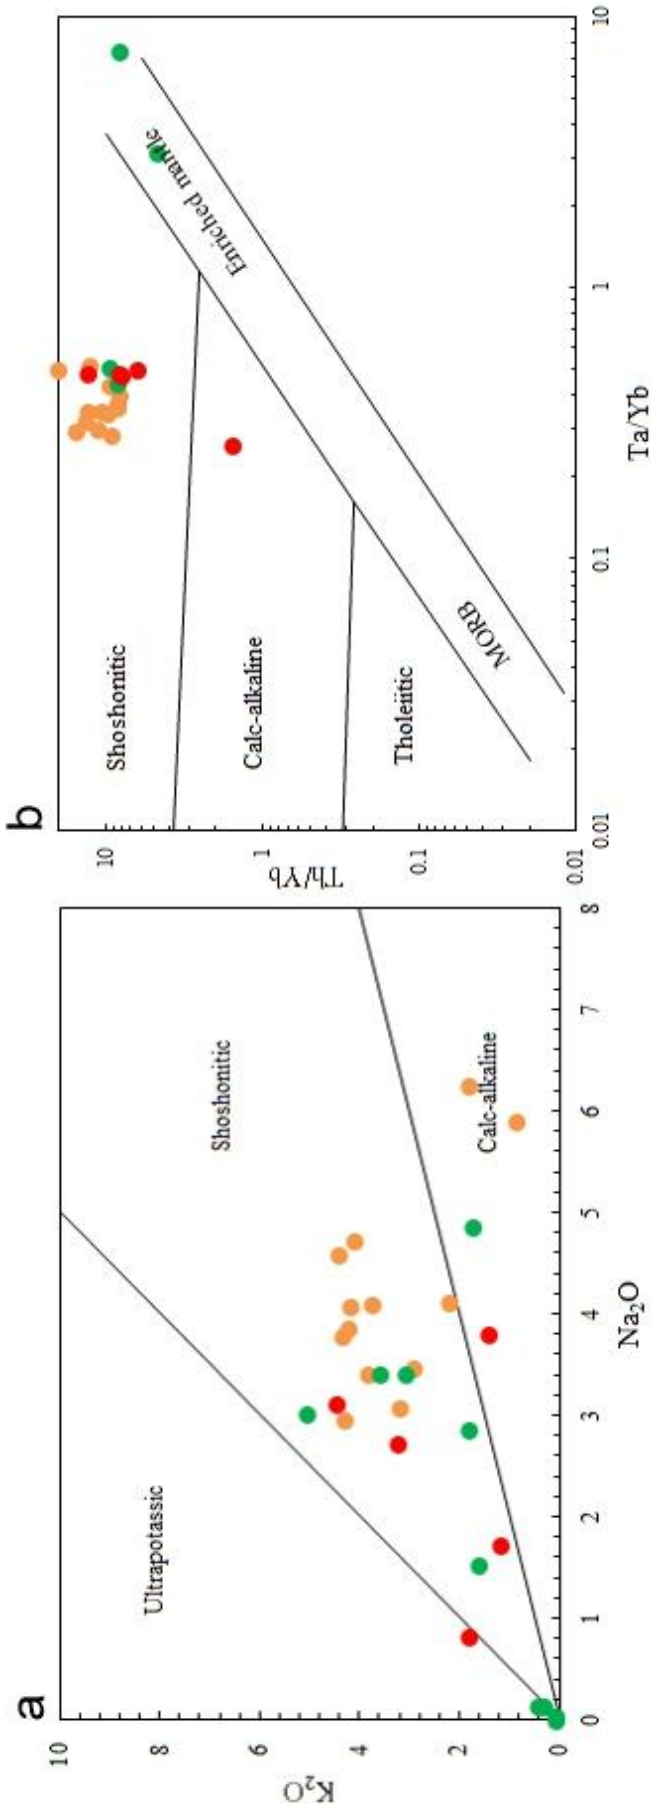 a
10
8
6
4
2
0
K₂O
Ultrapotassic
Shoshonitic
Calc-alkaline
0
1
2
3
4
5
6
7
8
Na₂O
b
10
1
0.1
0.01
Th/Yb
Shoshonitic
Calc-alkaline
Tholeiitic
Enriched mantle
MORB
0.01
0.1
1
10
Ta/Yb